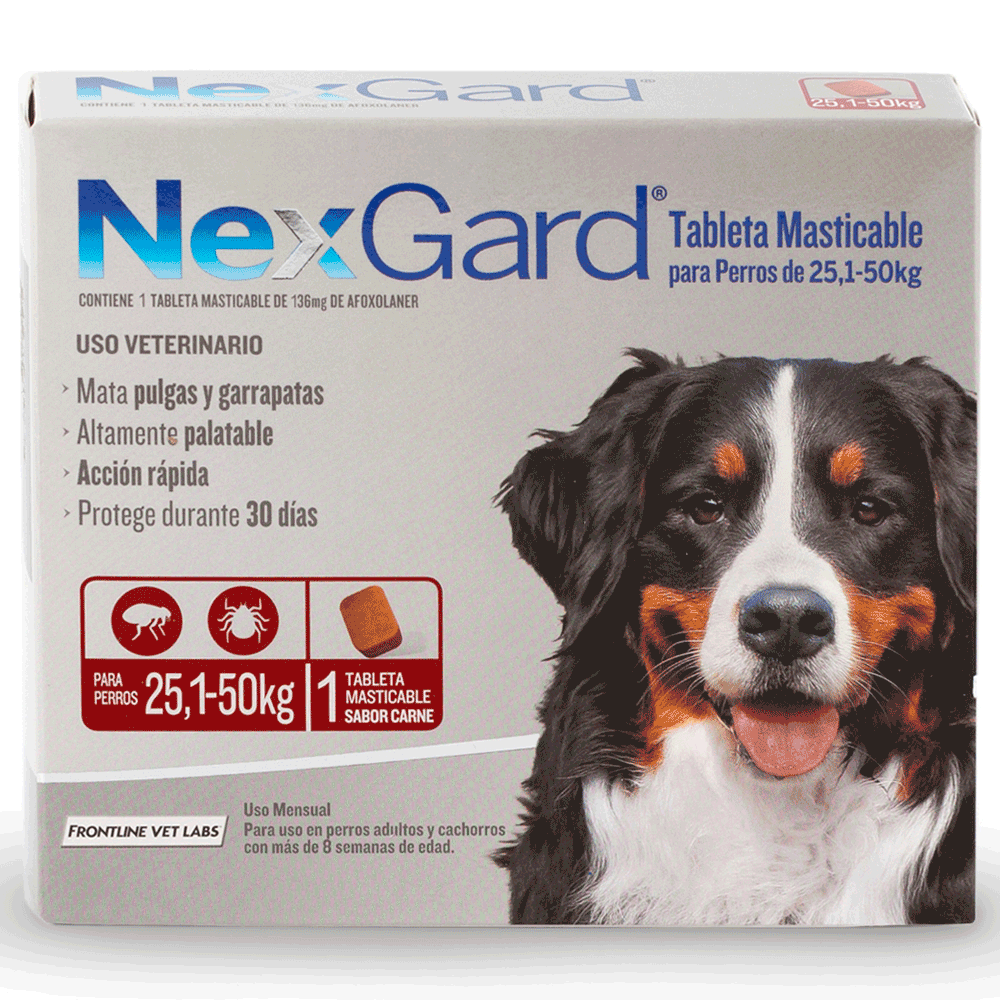 NexGard®
25,1-50kg
CONTIENE 1 TABLETA MASTICABLE DE 136mg DE AFOXOLANER
NexGard®
Tableta Masticable
para Perros de 25,1-50kg
CONTIENE 1 TABLETA MASTICABLE DE 136mg DE AFOXOLANER
USO VETERINARIO
› Mata pulgas y garrapatas
› Altamente palatable
› Acción rápida
› Protege durante 30 días
PARA
PERROS 25,1-50kg
1 TABLETA
MASTICABLE
SABOR CARNE
FRONTLINE VET LABS
Uso Mensual
Para uso en perros adultos y cachorros
con más de 8 semanas de edad.